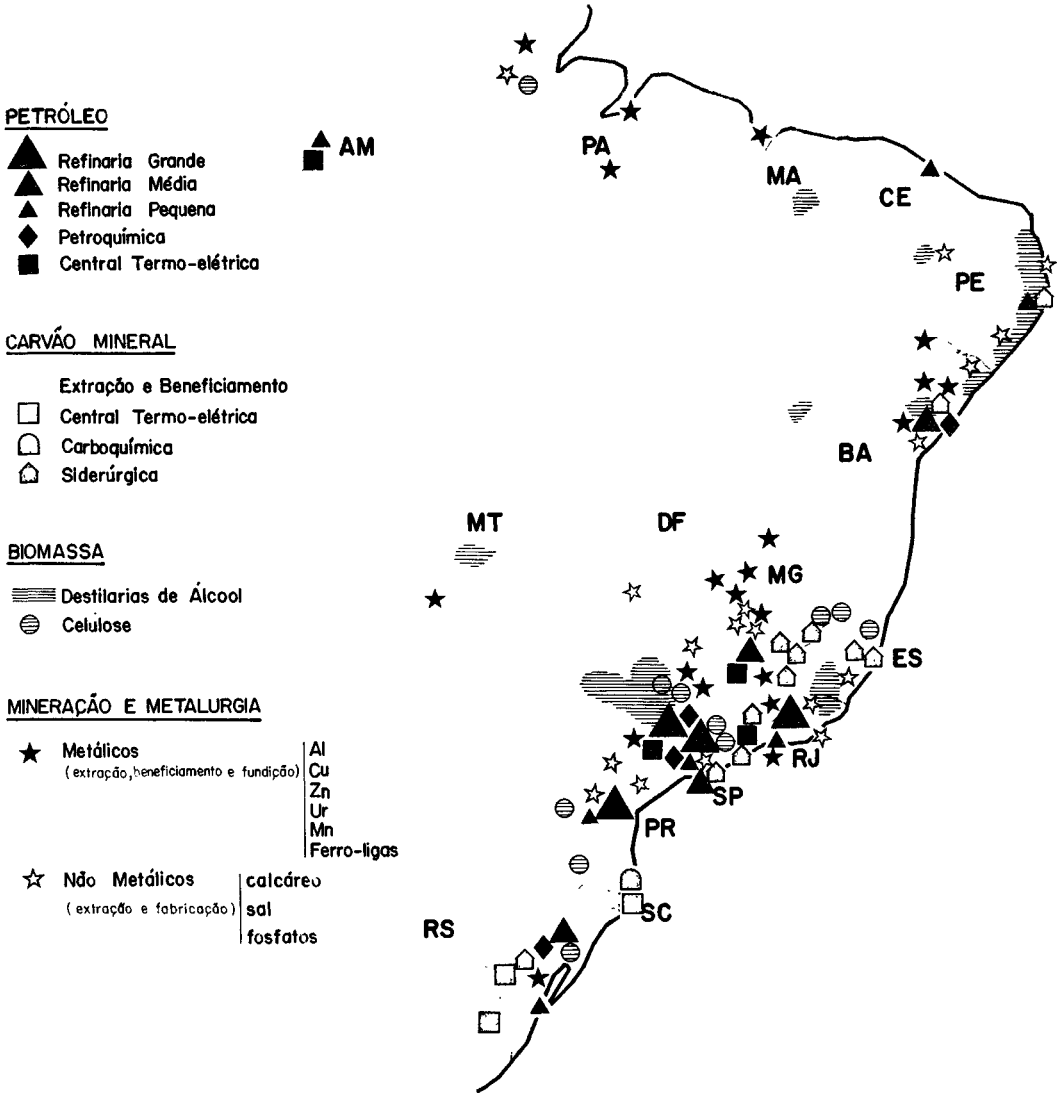 PETRÓLEO
Refinaria Grande
Refinaria Média
Refinaria Pequena
Petroquímica
Central Termo-elétrica
CARVÃO MINERAL
Extração e Beneficiamento
Central Termo-elétrica
Carboquímica
Siderúrgica
BIOMASSA
Destilarias de Álcool
Celulose
MINERAÇÃO E METALURGIA
Metálicos
(extração, beneficiamento e fundição)
Al
Cu
Zn
Ur
Mn
Ferro-ligas
Não Metálicos
(extração e fabricação)
calcáreo
sal
fosfatos
AM
PA
MA
CE
PE
BA
MT
DF
MG
ES
RJ
SP
PR
SC
RS